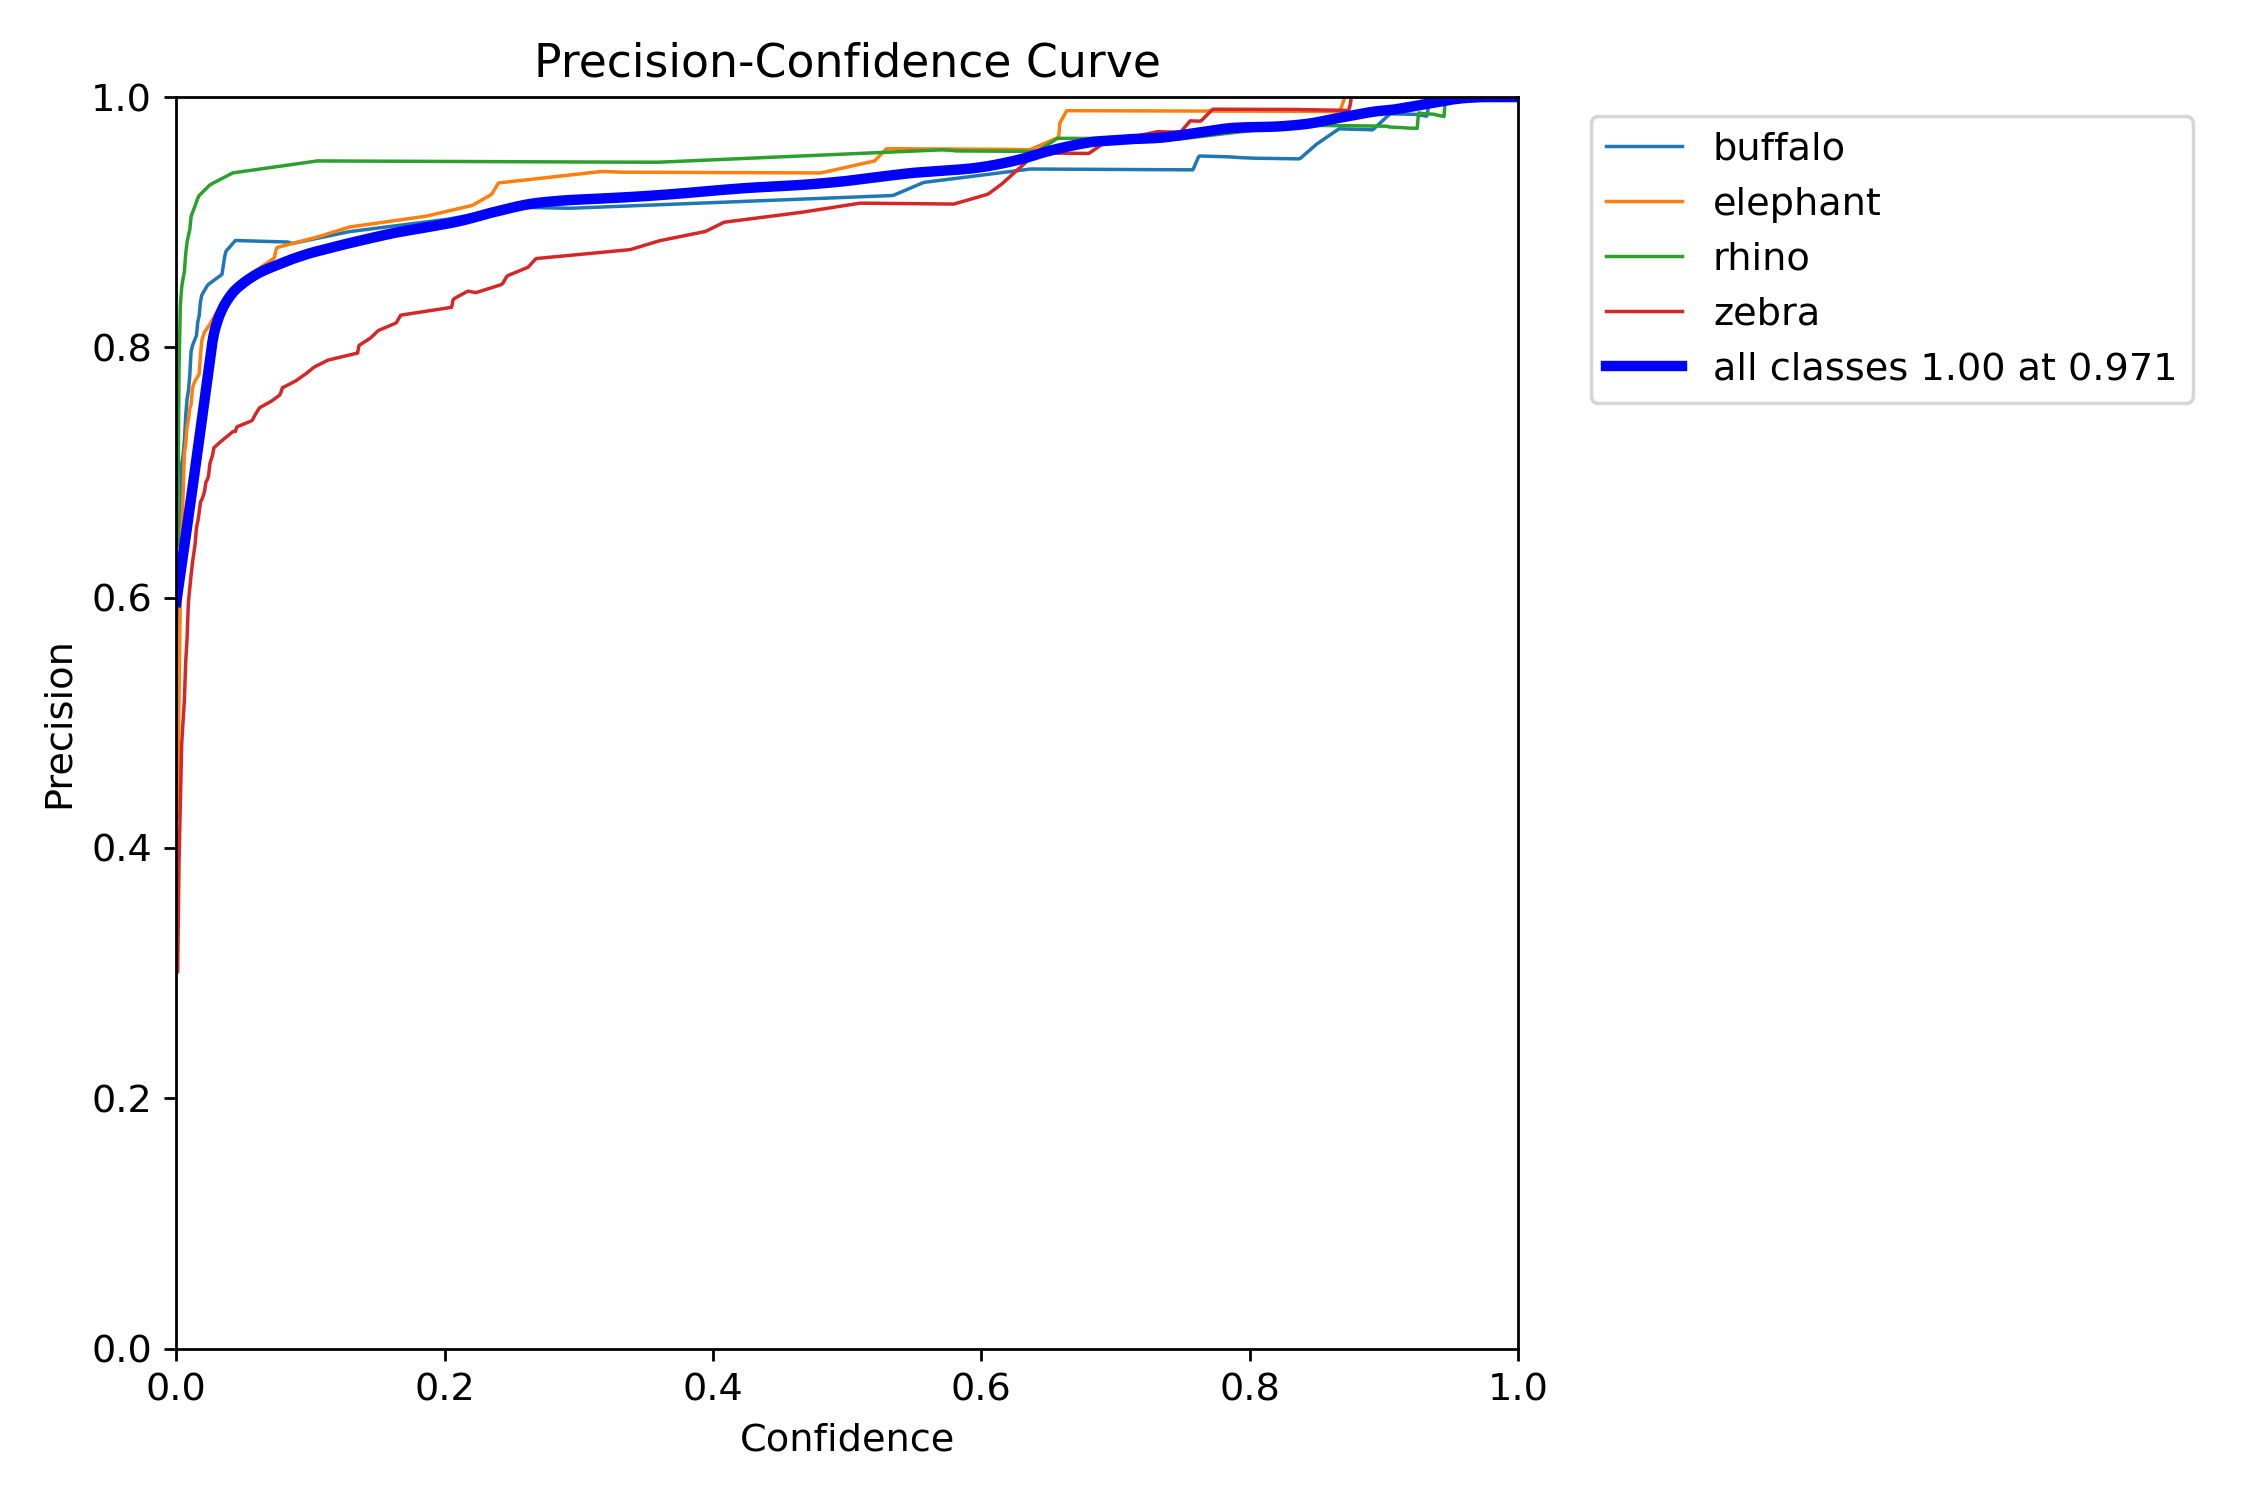 Precision-Confidence Curve
1.0
0.8
0.6
0.4
0.2
0.0
Precision
0.0 0.2 0.4 0.6 0.8 1.0
Confidence
buffalo
elephant
rhino
zebra
all classes 1.00 at 0.971